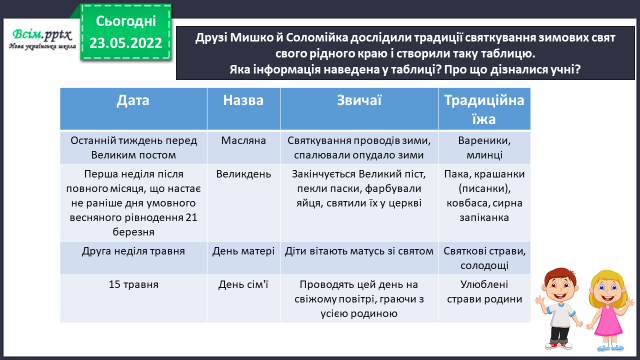 Всім.pptx
Нова українська школа
Сьогодні
23.05.2022
Друзі Мишко й Соломійка дослідили традиції святкування зимових свят
свого рідного краю і створили таку таблицю.
Яка інформація наведена у таблиці? Про що дізналися учні?
Дата Назва Звичаї Традиційна
їжа
Останній тиждень перед Масляна Святкування проводів зими, Вареники,
Великим постом спалювали опудало зими млинці
Перша неділя після Великдень Закінчується Великий піст, Пака, крашанки
повного місяця, що настає пекли паски, фарбували (писанки),
не раніше дня умовного яйця, святили їх у церкві ковбаса, сирна
весняного рівнодення 21 запіканка
березня
Друга неділя травня День матері Діти вітають матусь зі святом Святкові страви,
солодощі
15 травня День сім'ї Проводять цей день на Улюблені
свіжому повітрі, граючи з страви родини
усією родиною